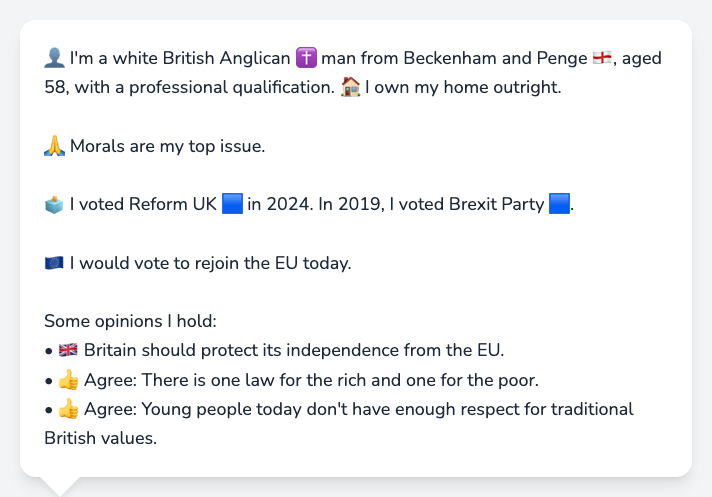 👤 I'm a white British Anglican ✝️ man from Beckenham and Penge 🏴󠁧󠁢󠁥󠁮󠁧󠁿, aged
58, with a professional qualification. 🏠 I own my home outright.
🙏 Morals are my top issue.
🗳️ I voted Reform UK 🟦 in 2024. In 2019, I voted Brexit Party 🟦.
🇪🇺 I would vote to rejoin the EU today.
Some opinions I hold:
• 🇬🇧 Britain should protect its independence from the EU.
• 👍 Agree: There is one law for the rich and one for the poor.
• 👍 Agree: Young people today don't have enough respect for traditional
British values.